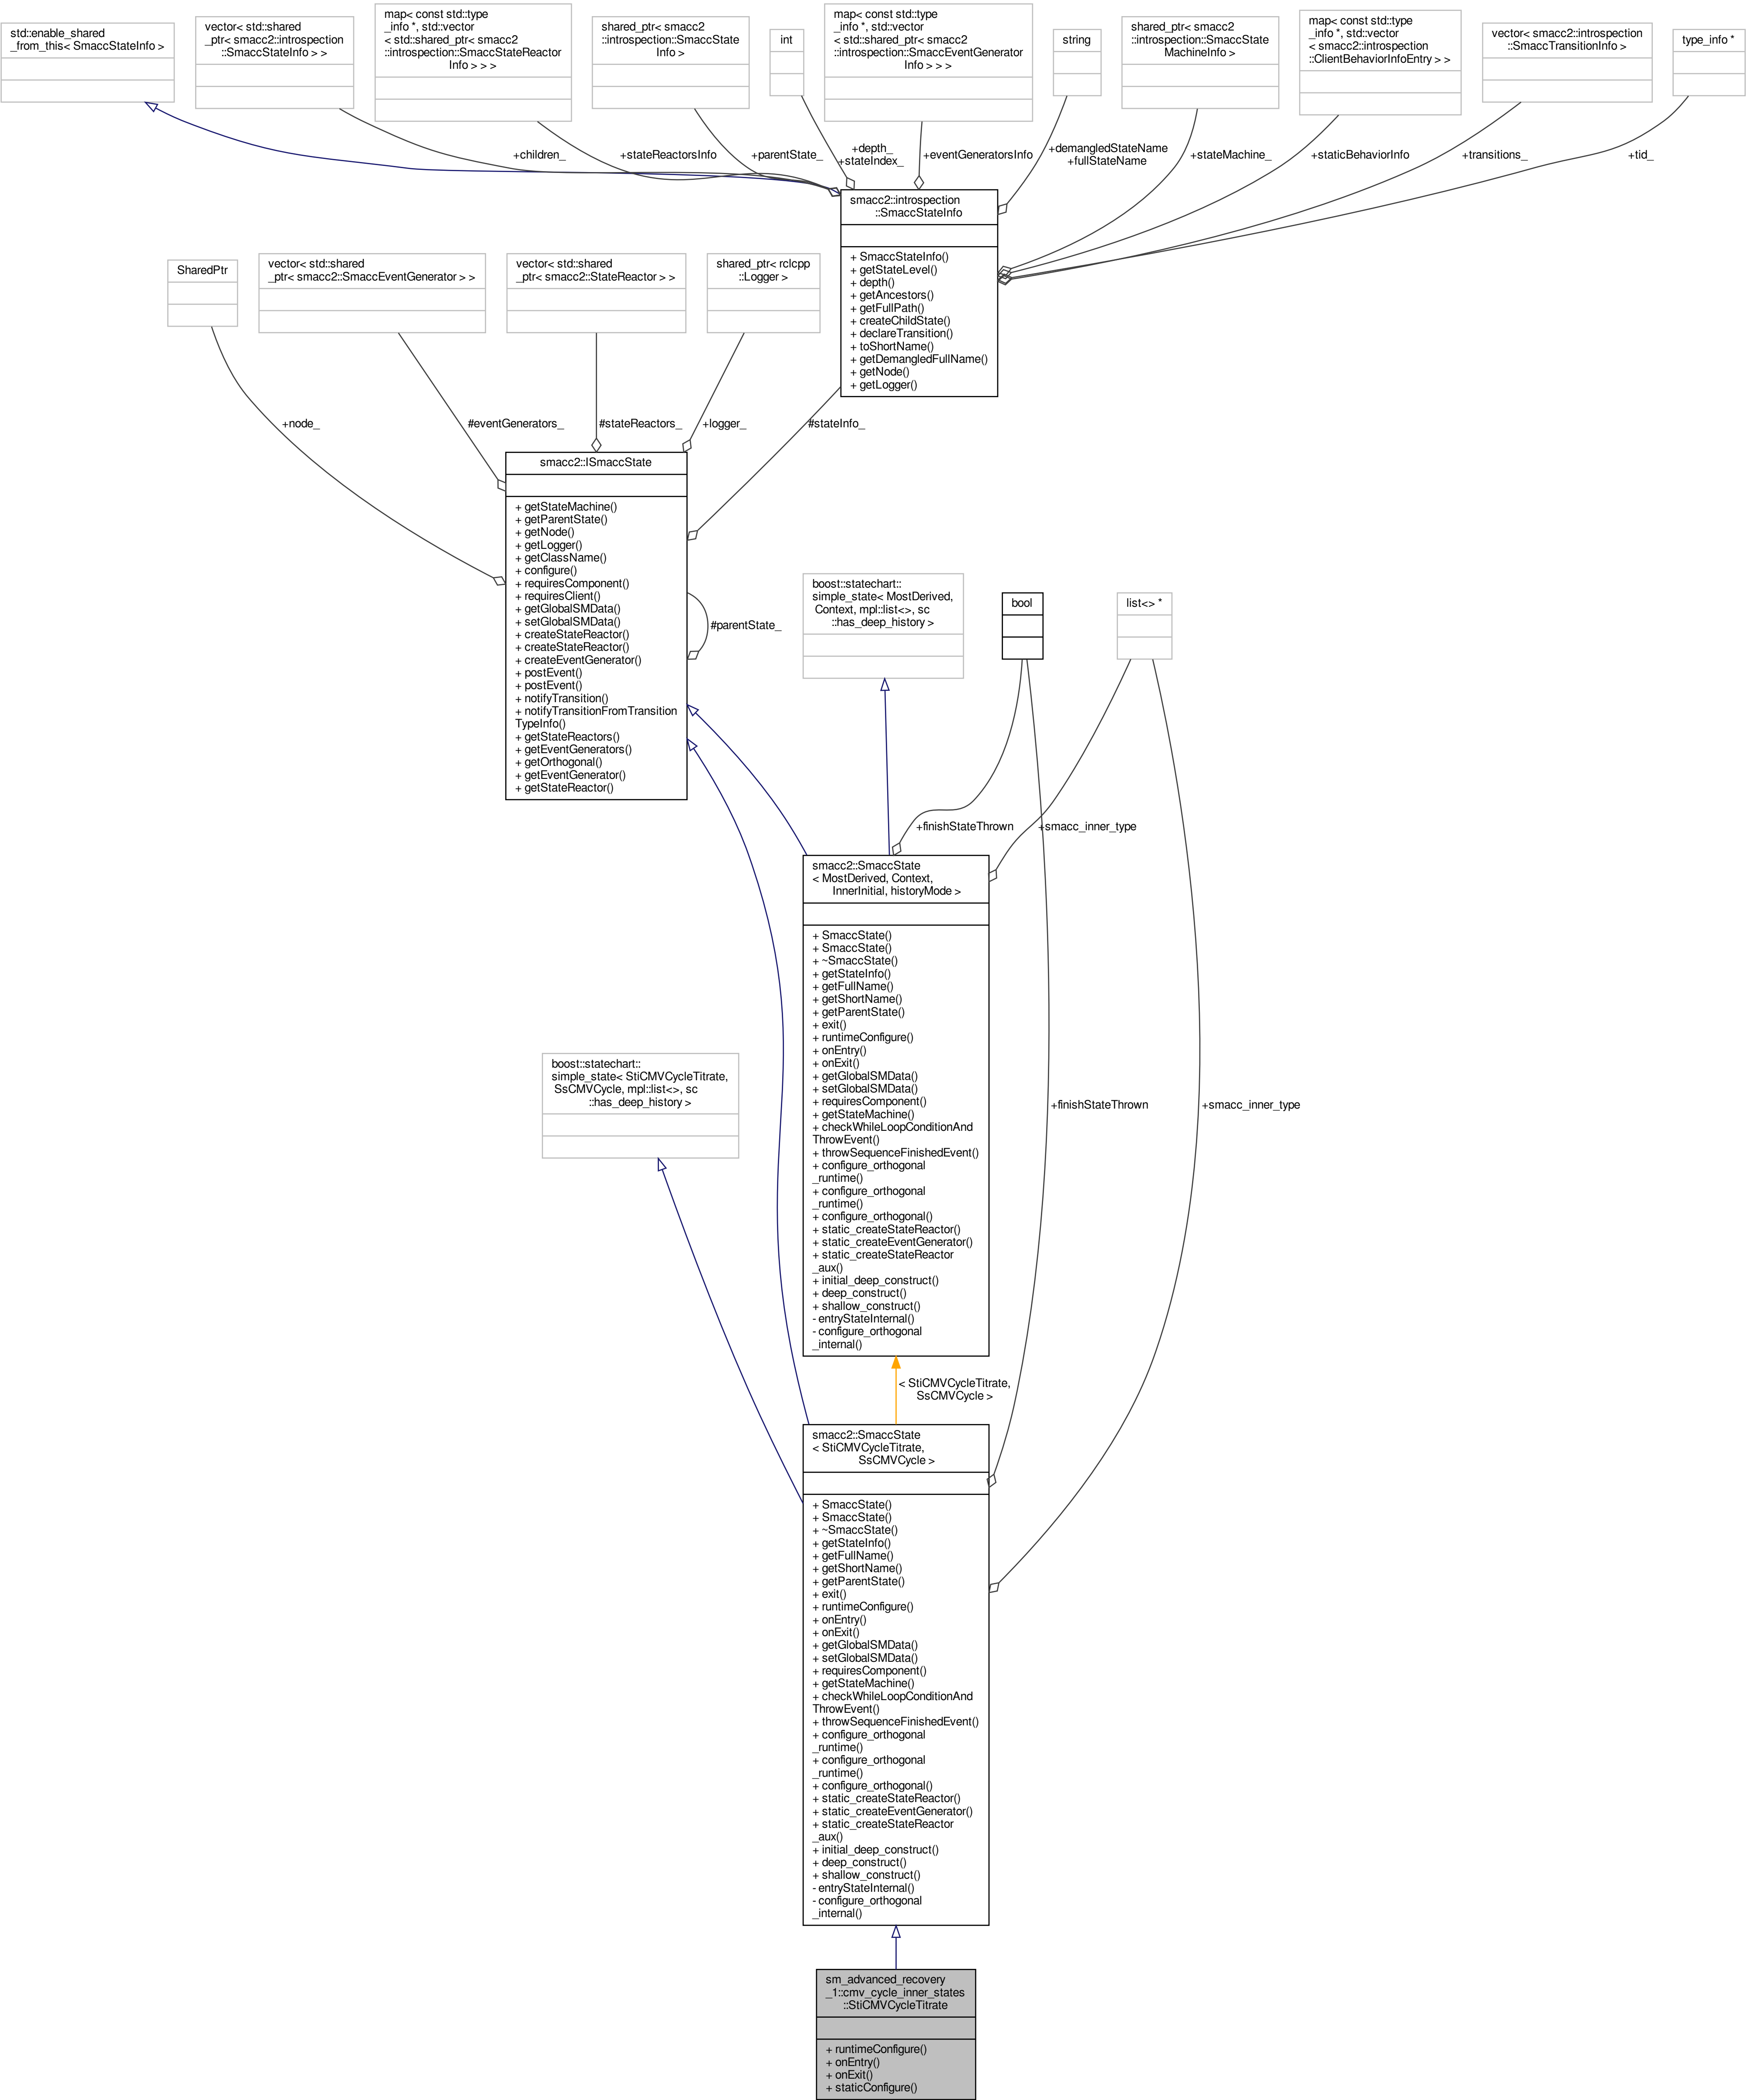 std::enable_shared
_from_this< SmaccStateInfo >
vector< std::shared
_ptr< smacc2::introspection
::SmaccStateInfo > >
map< const std::type
_info *, std::vector
< std::shared_ptr< smacc2
::introspection::SmaccStateReactor
Info > > >
shared_ptr< smacc2
::introspection::SmaccState
Info >
int
map< const std::type
_info *, std::vector
< std::shared_ptr< smacc2
::introspection::SmaccEventGenerator
Info > > >
string
shared_ptr< smacc2
::introspection::SmaccState
MachineInfo >
map< const std::type
_info *, std::vector
< smacc2::introspection
::ClientBehaviorInfoEntry > >
vector< smacc2::introspection
::SmaccTransitionInfo >
type_info *
+children_
+stateReactorsInfo
+parentState_
+depth_
+stateIndex_
+eventGeneratorsInfo
+demangledStateName
+fullStateName
+stateMachine_
+staticBehaviorInfo
+transitions_
+tid_
smacc2::introspection
::SmaccStateInfo
+ SmaccStateInfo()
+ getStateLevel()
+ depth()
+ getAncestors()
+ getFullPath()
+ createChildState()
+ declareTransition()
+ toShortName()
+ getDemangledFullName()
+ getNode()
+ getLogger()
SharedPtr
vector< std::shared
_ptr< smacc2::SmaccEventGenerator > >
vector< std::shared
_ptr< smacc2::StateReactor > >
shared_ptr< rclcpp
::Logger >
+node_
#eventGenerators_
#stateReactors_
+logger_
#stateInfo_
smacc2::ISmaccState
+ getStateMachine()
+ getParentState()
+ getNode()
+ getLogger()
+ getClassName()
+ configure()
+ requiresComponent()
+ requiresClient()
+ getGlobalSMData()
+ setGlobalSMData()
+ createStateReactor()
+ createStateReactor()
+ createEventGenerator()
+ postEvent()
+ postEvent()
+ notifyTransition()
+ notifyTransitionFromTransition
TypeInfo()
+ getStateReactors()
+ getEventGenerators()
+ getOrthogonal()
+ getEventGenerator()
+ getStateReactor()
#parentState_
boost::statechart::
simple_state< MostDerived,
Context, mpl::list<>, sc
::has_deep_history >
bool
list<> *
+finishStateThrown
+smacc_inner_type
smacc2::SmaccState
< MostDerived, Context,
InnerInitial, historyMode >
+ SmaccState()
+ SmaccState()
+ ~SmaccState()
+ getStateInfo()
+ getFullName()
+ getShortName()
+ getParentState()
+ exit()
+ runtimeConfigure()
+ onEntry()
+ onExit()
+ getGlobalSMData()
+ setGlobalSMData()
+ requiresComponent()
+ getStateMachine()
+ checkWhileLoopConditionAnd
ThrowEvent()
+ throwSequenceFinishedEvent()
+ configure_orthogonal
_runtime()
+ configure_orthogonal
_runtime()
+ configure_orthogonal()
+ static_createStateReactor()
+ static_createEventGenerator()
+ static_createStateReactor
_aux()
+ initial_deep_construct()
+ deep_construct()
+ shallow_construct()
- entryStateInternal()
- configure_orthogonal
_internal()
boost::statechart::
simple_state< StiCMVCycleTitrate,
SsCMVCycle, mpl::list<>, sc
::has_deep_history >
+finishStateThrown
+smacc_inner_type
< StiCMVCycleTitrate,
SsCMVCycle >
smacc2::SmaccState
< StiCMVCycleTitrate,
SsCMVCycle >
+ SmaccState()
+ SmaccState()
+ ~SmaccState()
+ getStateInfo()
+ getFullName()
+ getShortName()
+ getParentState()
+ exit()
+ runtimeConfigure()
+ onEntry()
+ onExit()
+ getGlobalSMData()
+ setGlobalSMData()
+ requiresComponent()
+ getStateMachine()
+ checkWhileLoopConditionAnd
ThrowEvent()
+ throwSequenceFinishedEvent()
+ configure_orthogonal
_runtime()
+ configure_orthogonal
_runtime()
+ configure_orthogonal()
+ static_createStateReactor()
+ static_createEventGenerator()
+ static_createStateReactor
_aux()
+ initial_deep_construct()
+ deep_construct()
+ shallow_construct()
- entryStateInternal()
- configure_orthogonal
_internal()
sm_advanced_recovery
_1::cmv_cycle_inner_states
::StiCMVCycleTitrate
+ runtimeConfigure()
+ onEntry()
+ onExit()
+ staticConfigure()